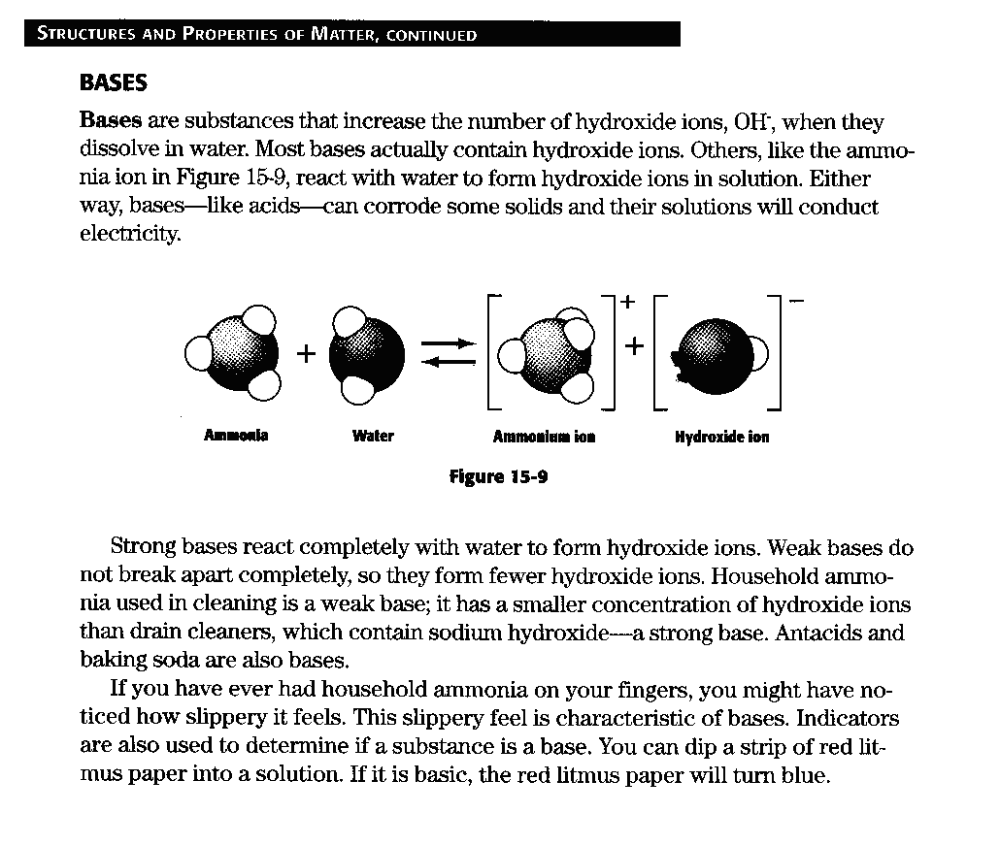 STRUCTURES AND PROPERTIES OF MATTER, CONTINUED
BASES
Bases are substances that increase the number of hydroxide ions, OH⁻, when they
dissolve in water. Most bases actually contain hydroxide ions. Others, like the ammo-
nia ion in Figure 15-9, react with water to form hydroxide ions in solution. Either
way, bases—like acids—can corrode some solids and their solutions will conduct
electricity.
+ + + −
Ammonia Water Ammonium ion Hydroxide ion
Figure 15-9
Strong bases react completely with water to form hydroxide ions. Weak bases do
not break apart completely, so they form fewer hydroxide ions. Household ammo-
nia used in cleaning is a weak base; it has a smaller concentration of hydroxide ions
than drain cleaners, which contain sodium hydroxide—a strong base. Antacids and
baking soda are also bases.
If you have ever had household ammonia on your fingers, you might have no-
ticed how slippery it feels. This slippery feel is characteristic of bases. Indicators
are also used to determine if a substance is a base. You can dip a strip of red lit-
mus paper into a solution. If it is basic, the red litmus paper will turn blue.